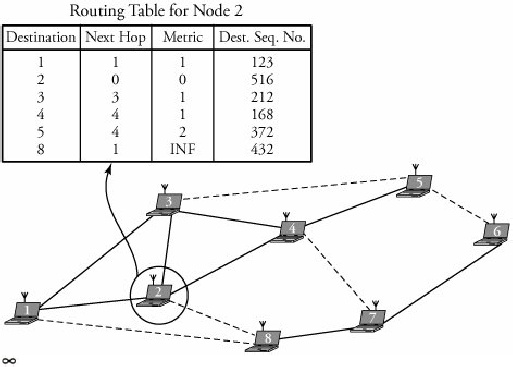 Routing Table for Node 2
Destination Next Hop Metric Dest. Seq. No.
1 1 1 123
2 0 0 516
3 3 1 212
4 4 1 168
5 4 2 372
8 1 INF 432
3
5
4
6
2
1
7
8
∞